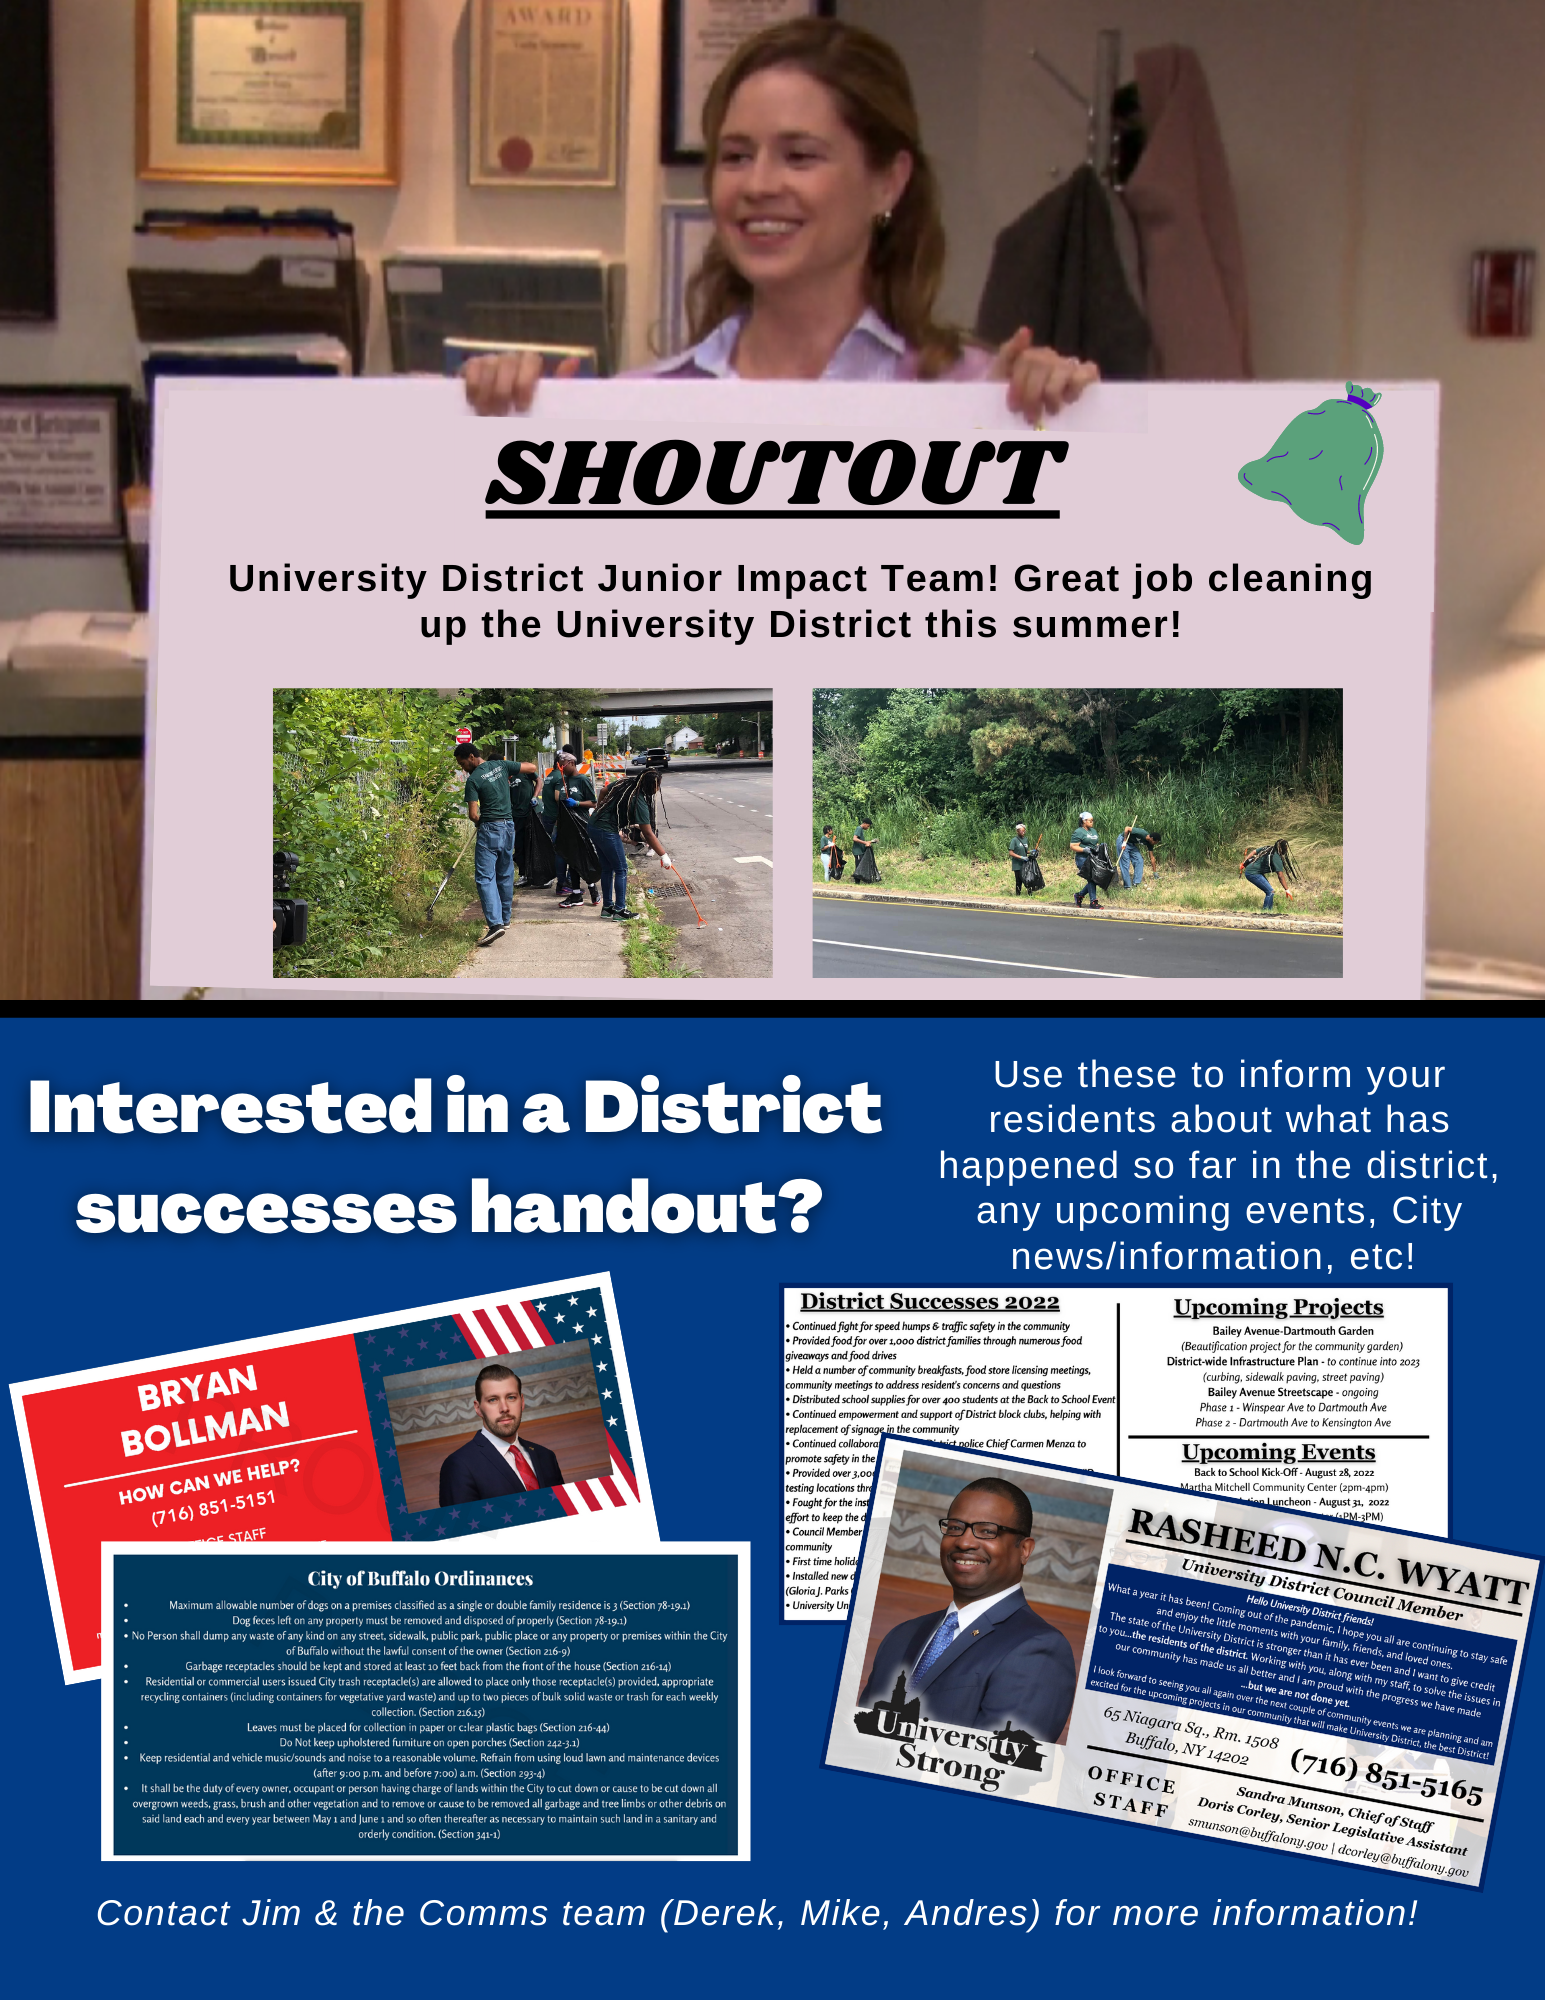 AWARD
SHOUTOUT
University District Junior Impact Team! Great job cleaning
up the University District this summer!
Interested in a District
successes handout?
Use these to inform your
residents about what has
happened so far in the district,
any upcoming events, City
news/information, etc!
BRYAN
BOLLMAN
HOW CAN WE HELP?
(716) 851-5151
STAFF
City of Buffalo Ordinances
• Maximum allowable number of dogs on a premises classified as a single or double family residence is 3 (Section 78-19.1)
• Dog feces left on any property must be removed and disposed of properly (Section 78-19.1)
• No Person shall dump any waste of any kind on any street, sidewalk, public park, public place or any property or premises within the City
of Buffalo without the lawful consent of the owner (Section 216-9)
• Garbage receptacles should be kept and stored at least 10 feet back from the front of the house (Section 216-14)
• Residential or commercial users issued City trash receptacle(s) are allowed to place only those receptacle(s) provided, appropriate
recycling containers (including containers for vegetative yard waste) and up to two pieces of bulk solid waste or trash for each weekly
collection. (Section 216.15)
• Leaves must be placed for collection in paper or c:lear plastic bags (Section 216-44)
• Do Not keep upholstered furniture on open porches (Section 242-3.1)
• Keep residential and vehicle music/sounds and noise to a reasonable volume. Refrain from using loud lawn and maintenance devices
(after 9:00 p.m. and before 7:00) a.m. (Section 293-4)
• It shall be the duty of every owner, occupant or person having charge of lands within the City to cut down or cause to be cut down all
overgrown weeds, grass, brush and other vegetation and to remove or cause to be removed all garbage and tree limbs or other debris on
said land each and every year between May 1 and June 1 and so often thereafter as necessary to maintain such land in a sanitary and
orderly condition. (Section 341-1)
District Successes 2022
• Continued fight for speed humps & traffic safety in the community
• Provided food for over 1,000 district families through numerous food
giveaways and food drives
• Held a number of community breakfasts, food store licensing meetings,
community meetings to address resident's concerns and questions
• Distributed school supplies for over 400 students at the Back to School Event
• Continued empowerment and support of District block clubs, helping with
replacement of signage in the community
• Continued police Chief Carmen Menza to
promote safety in the
• Provided over
testing locations
• Fought for the
effort to keep the
• Council Member
community
• First time
• Installed new
(Gloria J. Parks
• University
Upcoming Projects
Bailey Avenue-Dartmouth Garden
(Beautification project for the community garden)
District-wide Infrastructure Plan - to continue into 2023
(curbing, sidewalk paving, street paving)
Bailey Avenue Streetscape - ongoing
Phase 1 - Winspear Ave to Dartmouth Ave
Phase 2 - Dartmouth Ave to Kensington Ave
Upcoming Events
Back to School Kick-Off - August 28, 2022
Martha Mitchell Community Center (2pm-4pm)
Luncheon - August 31, 2022
(1PM-3PM)
RASHEED N.C. WYATT
University District Council Member
Hello University District friends!
What a year it has been! Coming out of the pandemic, I hope you all are continuing to stay safe
and enjoy the little moments with your family, friends, and loved ones.
The state of the University District is stronger than it has ever been and I want to give credit
to you...the residents of the district. Working with you, along with my staff, to solve the issues in
our community has made us all better and I am proud with the progress we have made
...but we are not done yet.
I look forward to seeing you all again over the next couple of community events we are planning and am
excited for the upcoming projects in our community that will make University District, the best District!
65 Niagara Sq., Rm. 1508
Buffalo, NY 14202
(716) 851-5165
OFFICE
STAFF
Sandra Munson, Chief of Staff
Doris Corley, Senior Legislative Assistant
smunson@buffalony.gov | dcorley@buffalony.gov
University
Strong
Contact Jim & the Comms team (Derek, Mike, Andres) for more information!